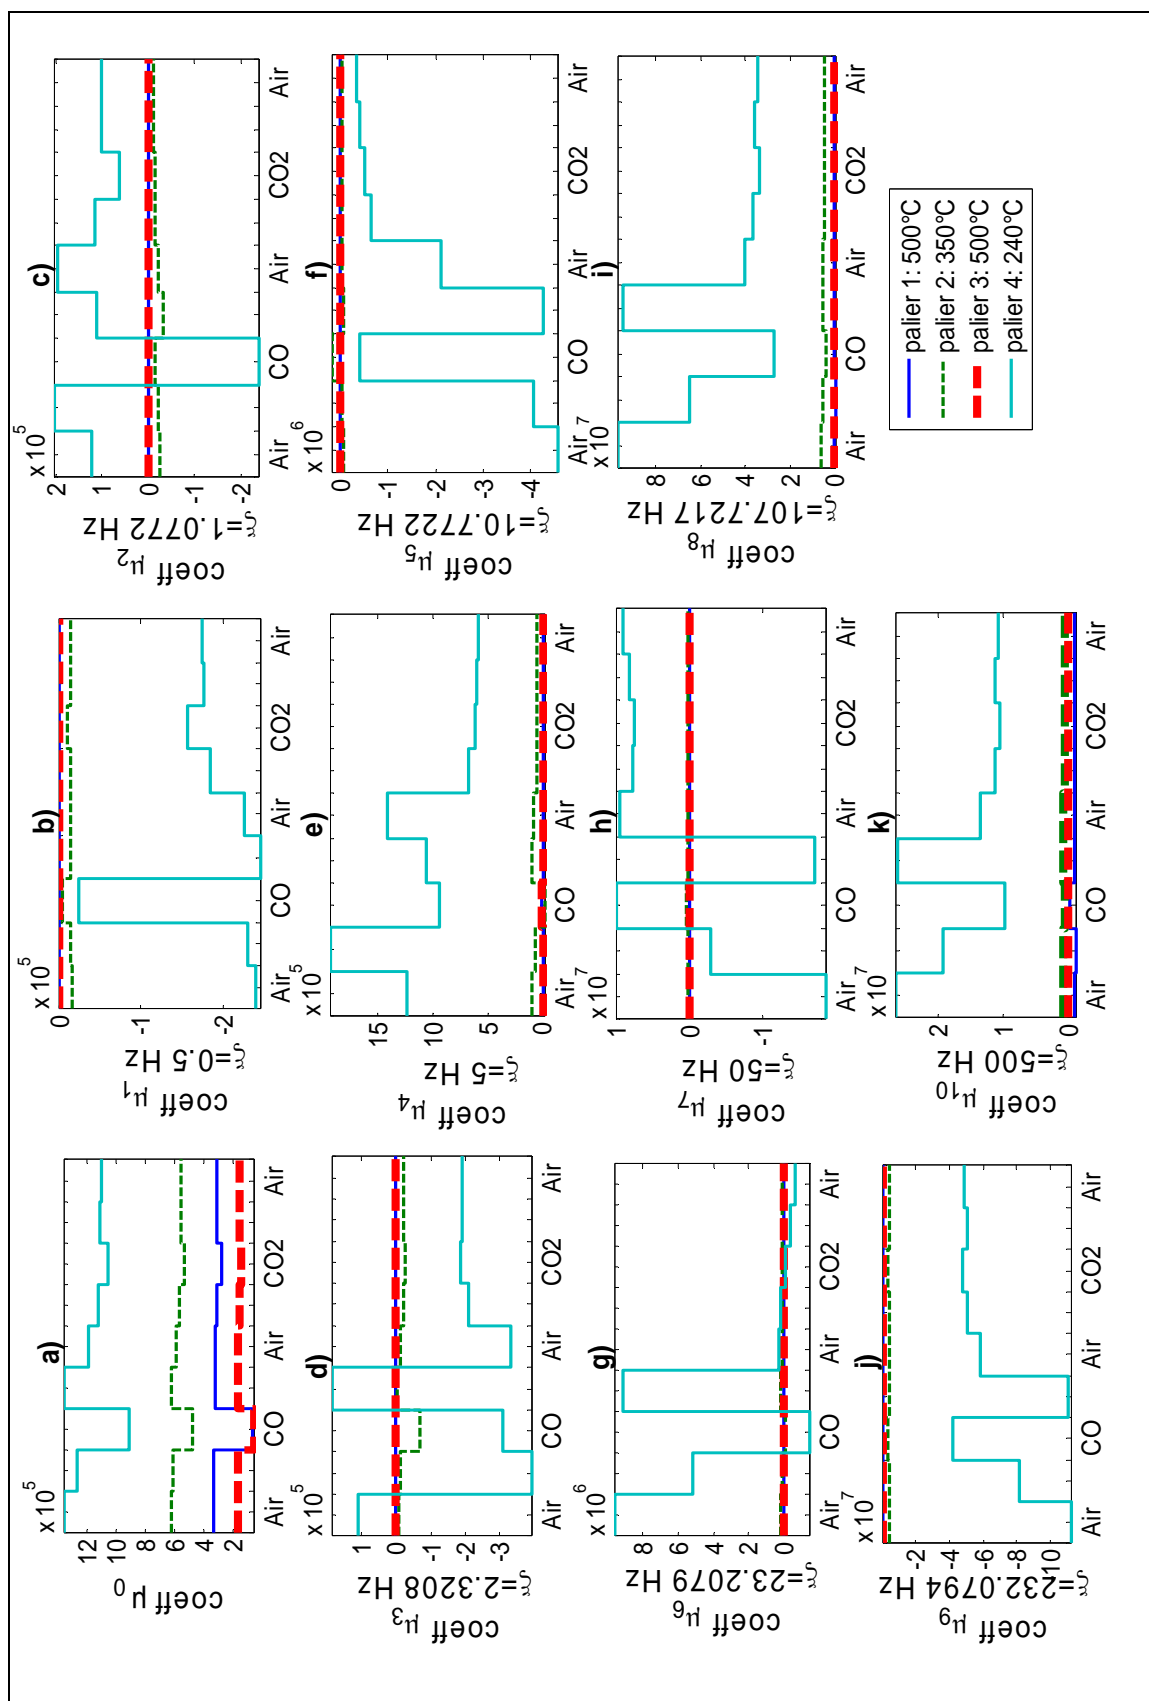 a)
x 10^5
12
10
8
6
4
2
coeff μ0
Air CO Air CO2 Air
b)
x 10^5
0
-1
-2
coeff μ1
ξ=0.5 Hz
Air CO Air CO2 Air
c)
x 10^5
2
1
0
-1
-2
coeff μ2
ξ=1.0772 Hz
Air CO Air CO2 Air
d)
x 10^5
1
0
-1
-2
-3
coeff μ3
ξ=2.3208 Hz
Air CO Air CO2 Air
e)
x 10^5
15
10
5
0
coeff μ4
ξ=5 Hz
Air CO Air CO2 Air
f)
x 10^6
0
-1
-2
-3
-4
coeff μ5
ξ=10.7722 Hz
Air CO Air CO2 Air
g)
x 10^6
8
6
4
2
0
coeff μ6
ξ=23.2079 Hz
Air CO Air CO2 Air
h)
x 10^7
1
0
-1
coeff μ7
ξ=50 Hz
Air CO Air CO2 Air
i)
x 10^7
8
6
4
2
0
coeff μ8
ξ=107.7217 Hz
Air CO Air CO2 Air
j)
x 10^7
-2
-4
-6
-8
-10
coeff μ9
ξ=232.0794 Hz
Air CO Air CO2 Air
k)
x 10^7
2
1
0
coeff μ10
ξ=500 Hz
Air CO Air CO2 Air
palier 1: 500°C
palier 2: 350°C
palier 3: 500°C
palier 4: 240°C